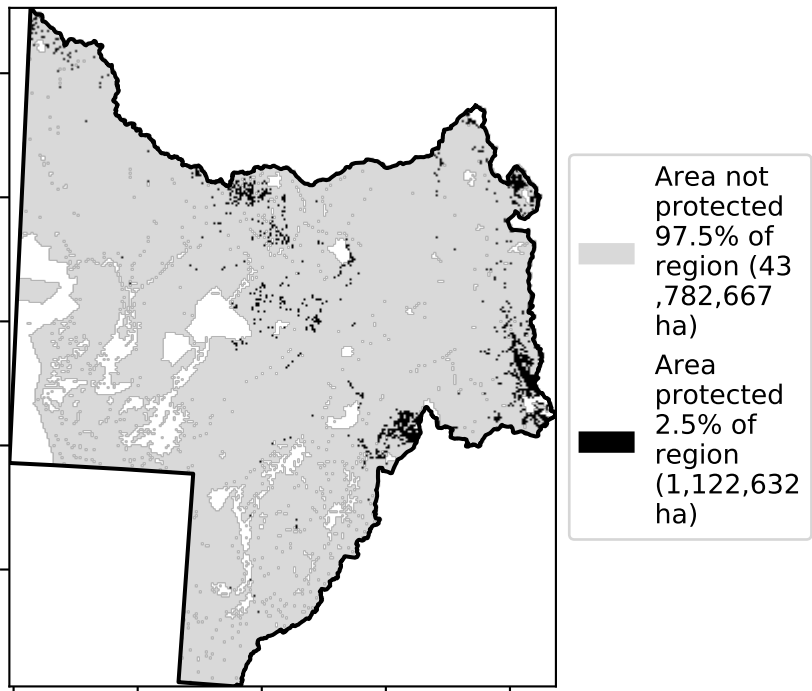 Area not
protected
97.5% of
region (43
,782,667
ha)
Area
protected
2.5% of
region
(1,122,632
ha)